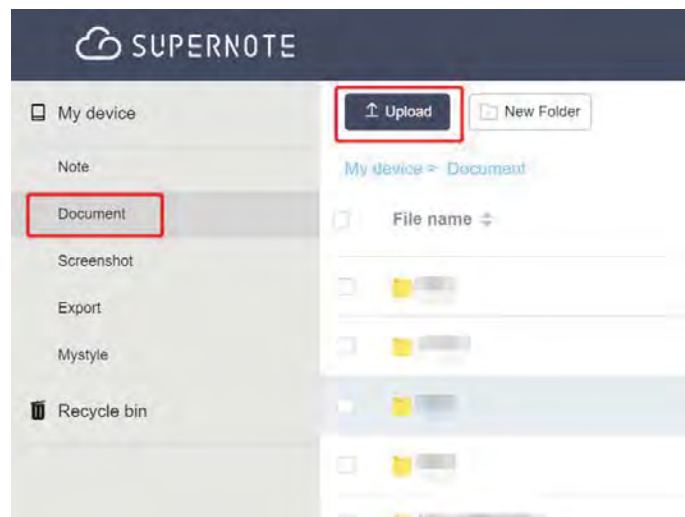 SUPERNOTE
My device
Note
Document
Screenshot
Export
Mystyle
Recycle bin
Upload New Folder
My device > Document
File name